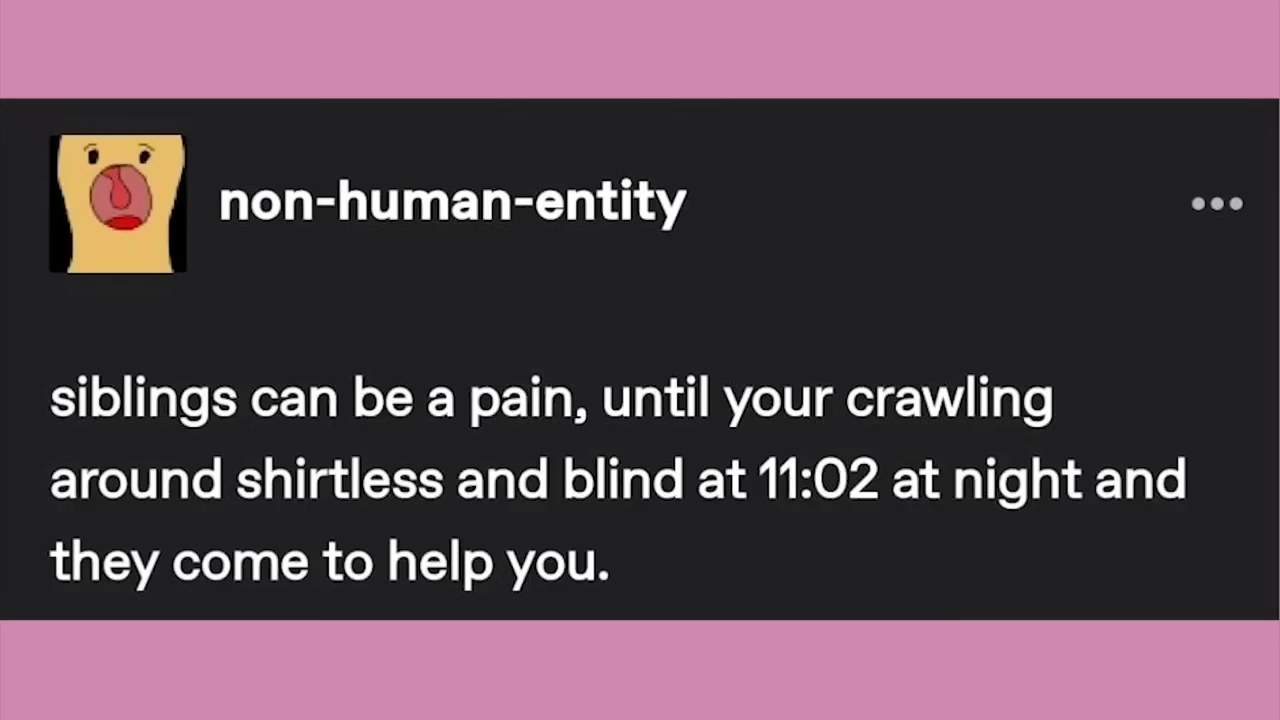 non-human-entity
siblings can be a pain, until your crawling
around shirtless and blind at 11:02 at night and
they come to help you.